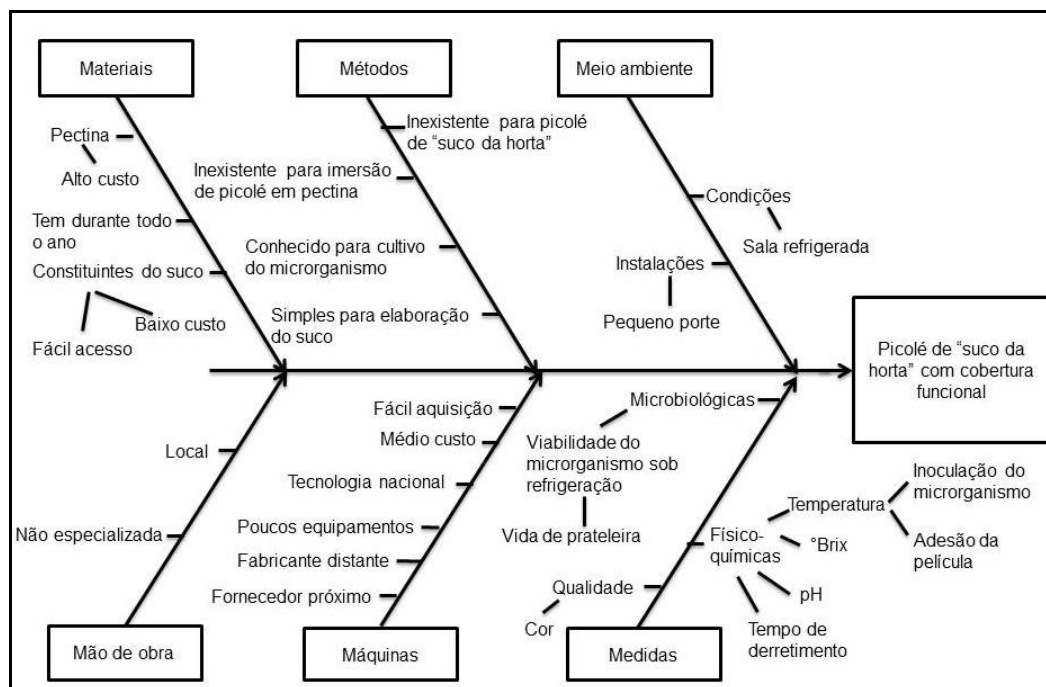 Materiais
Métodos
Meio ambiente
Pectina
Alto custo
Tem durante todo
o ano
Constituintes do suco
Baixo custo
Fácil acesso
Inexistente para picolé
de “suco da horta”
Inexistente para imersão
de picolé em pectina
Conhecido para cultivo
do microrganismo
Simples para elaboração
do suco
Condições
Sala refrigerada
Instalações
Pequeno porte
Picolé de “suco da
horta” com cobertura
funcional
Local
Não especializada
Mão de obra
Fácil aquisição
Médio custo
Tecnologia nacional
Poucos equipamentos
Fabricante distante
Fornecedor próximo
Máquinas
Microbiológicas
Viabilidade do
microrganismo sob
refrigeração
Vida de prateleira
Físico-
químicas
Temperatura
Inoculação do
microrganismo
Adesão da
película
°Brix
pH
Tempo de
derretimento
Qualidade
Cor
Medidas